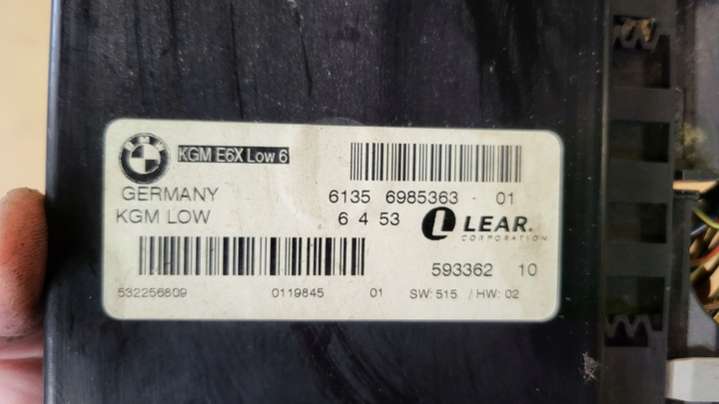 BMW
KGM E6X Low 6
GERMANY 6135 6985363 - 01
KGM LOW 6 4 53 LEAR.
CORPORATION
593362 10
532256809 0119845 01 SW: 515 / HW: 02